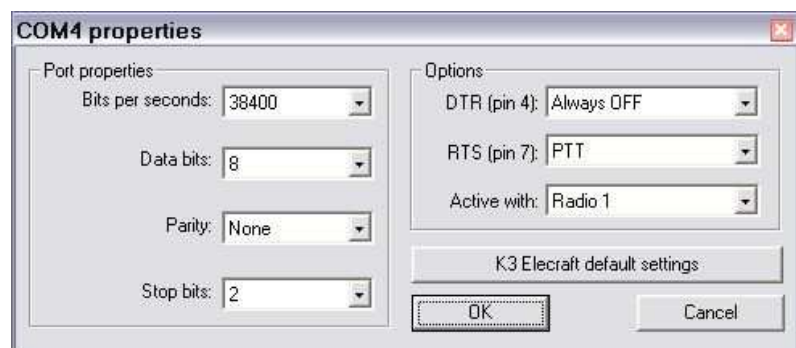 COM4 properties
Port properties
Bits per seconds: 38400
Data bits: 8
Parity: None
Stop bits: 2
Options
DTR (pin 4): Always OFF
RTS (pin 7): PTT
Active with: Radio 1
K3 Elecraft default settings
OK
Cancel